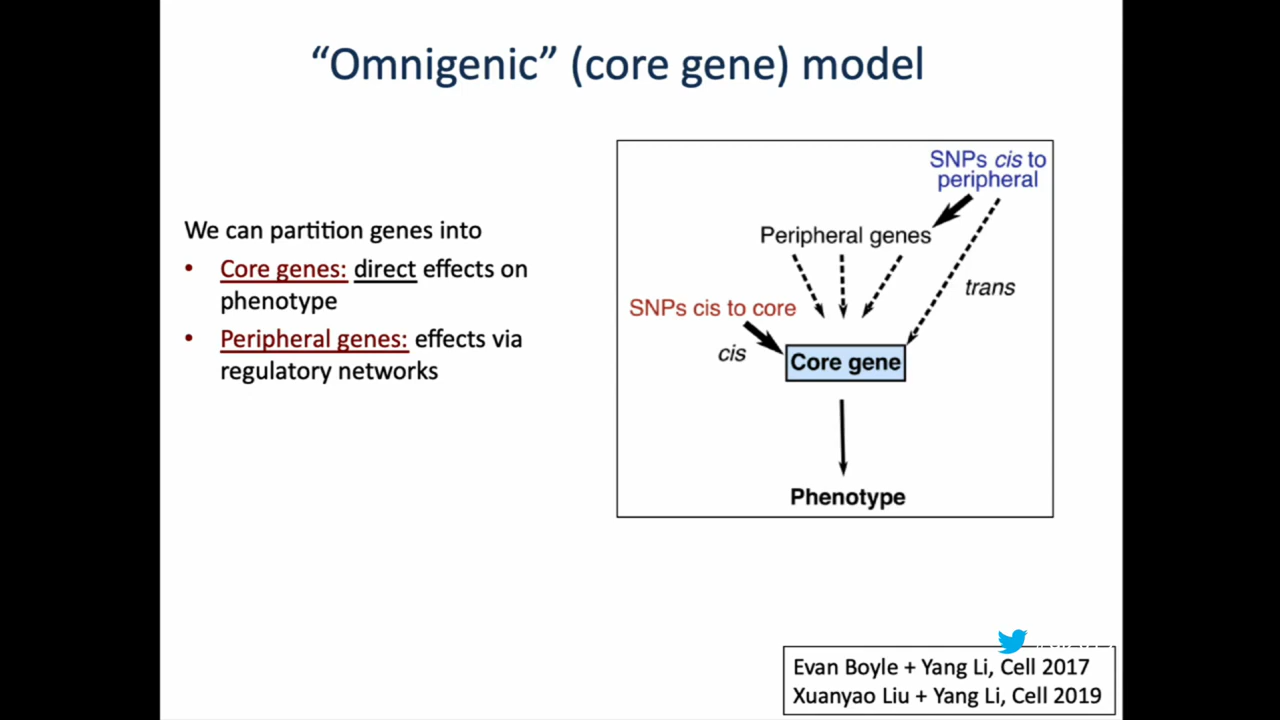 “Omnigenic” (core gene) model
We can partition genes into
• Core genes: direct effects on
phenotype
• Peripheral genes: effects via
regulatory networks
SNPs cis to
peripheral
Peripheral genes
trans
SNPs cis to core
cis
Core gene
Phenotype
Evan Boyle + Yang Li, Cell 2017
Xuanyao Liu + Yang Li, Cell 2019